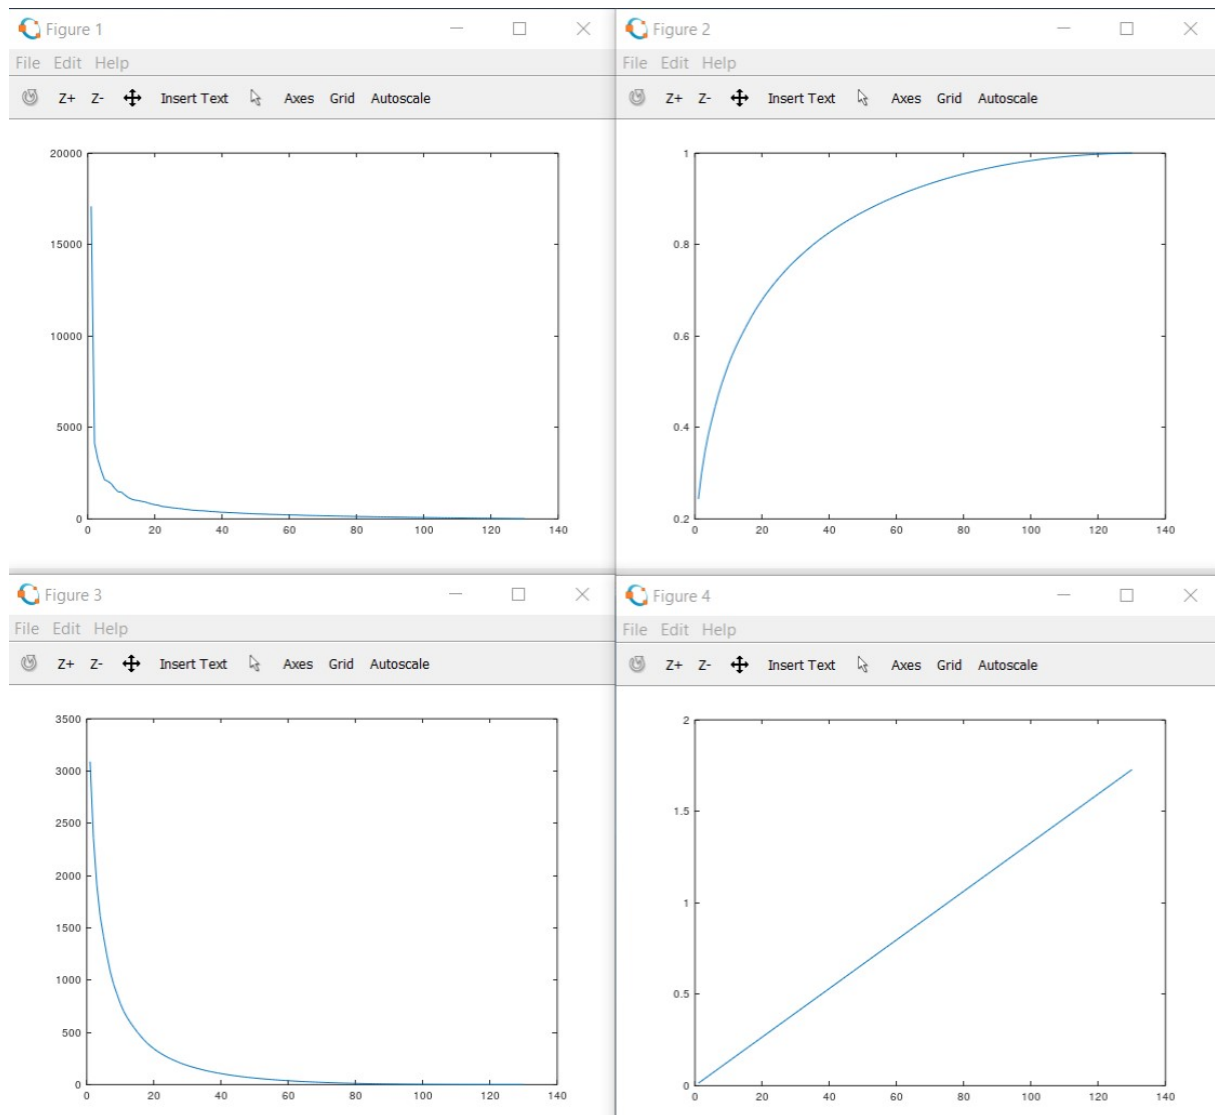 Figure 1
File Edit Help
Z+ Z- Insert Text Axes Grid Autoscale
20000
15000
10000
5000
0
0 20 40 60 80 100 120 140
Figure 2
File Edit Help
Z+ Z- Insert Text Axes Grid Autoscale
1
0.8
0.6
0.4
0.2
0 20 40 60 80 100 120 140
Figure 3
File Edit Help
Z+ Z- Insert Text Axes Grid Autoscale
3500
3000
2500
2000
1500
1000
500
0
0 20 40 60 80 100 120 140
Figure 4
File Edit Help
Z+ Z- Insert Text Axes Grid Autoscale
2
1.5
1
0.5
0
0 20 40 60 80 100 120 140